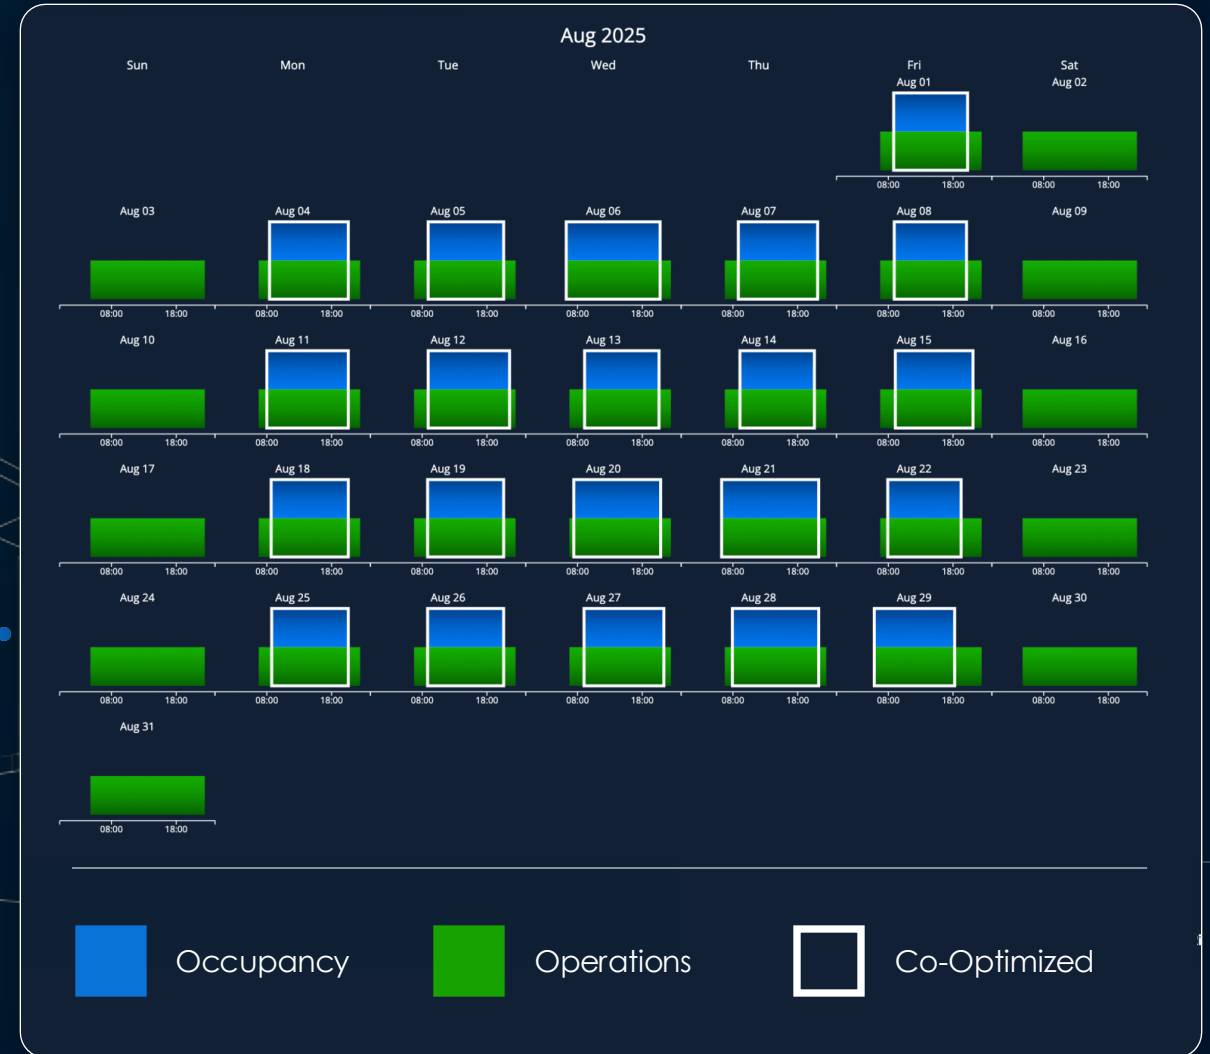 Aug 2025
Sun Mon Tue Wed Thu Fri Sat
Aug 01 Aug 02
08:00 18:00 08:00 18:00
Aug 03 Aug 04 Aug 05 Aug 06 Aug 07 Aug 08 Aug 09
08:00 18:00 08:00 18:00 08:00 18:00 08:00 18:00 08:00 18:00 08:00 18:00 08:00 18:00
Aug 10 Aug 11 Aug 12 Aug 13 Aug 14 Aug 15 Aug 16
08:00 18:00 08:00 18:00 08:00 18:00 08:00 18:00 08:00 18:00 08:00 18:00 08:00 18:00
Aug 17 Aug 18 Aug 19 Aug 20 Aug 21 Aug 22 Aug 23
08:00 18:00 08:00 18:00 08:00 18:00 08:00 18:00 08:00 18:00 08:00 18:00 08:00 18:00
Aug 24 Aug 25 Aug 26 Aug 27 Aug 28 Aug 29 Aug 30
08:00 18:00 08:00 18:00 08:00 18:00 08:00 18:00 08:00 18:00 08:00 18:00 08:00 18:00
Aug 31
08:00 18:00
Occupancy Operations Co-Optimized